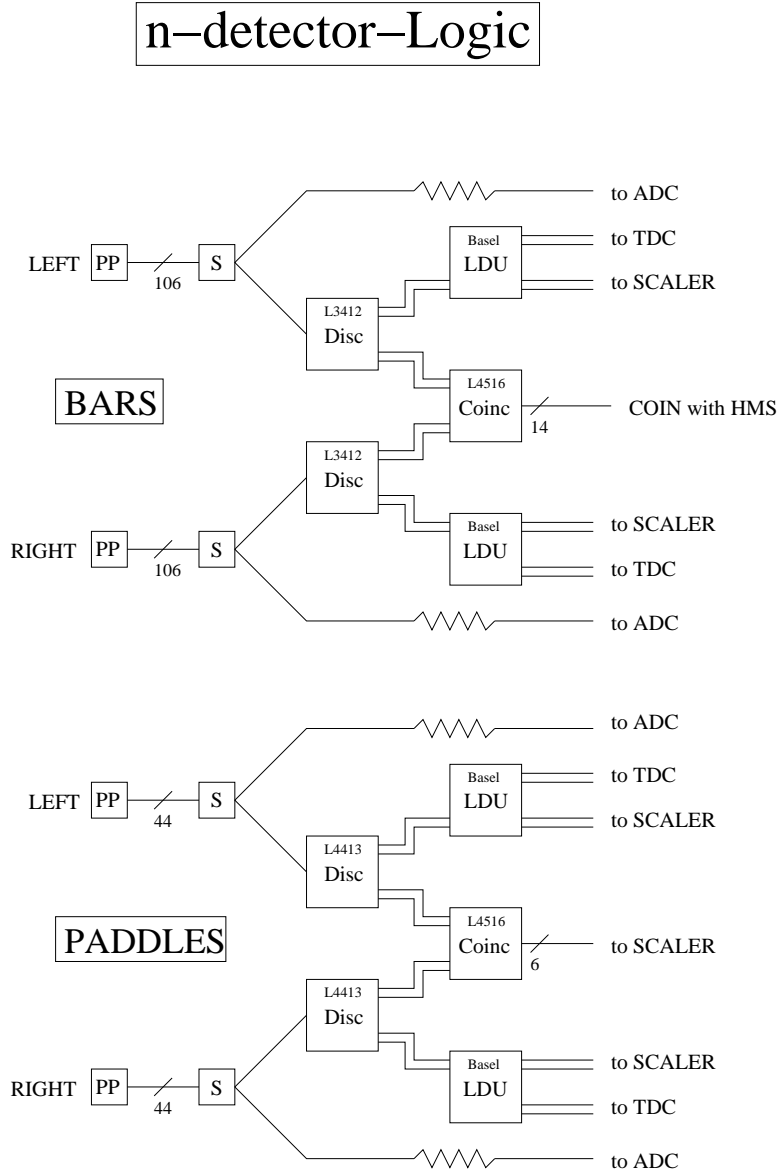 n−detector−Logic
to ADC
Basel
to TDC
LEFT PP S LDU
106
to SCALER
L3412
Disc
L4516
BARS Coinc COIN with HMS
14
L3412
Disc
Basel
to SCALER
RIGHT PP S LDU
106
to TDC
to ADC
to ADC
Basel
to TDC
LEFT PP S LDU
44
to SCALER
L4413
Disc
L4516
PADDLES Coinc to SCALER
6
L4413
Disc
Basel
to SCALER
RIGHT PP S LDU
44
to TDC
to ADC